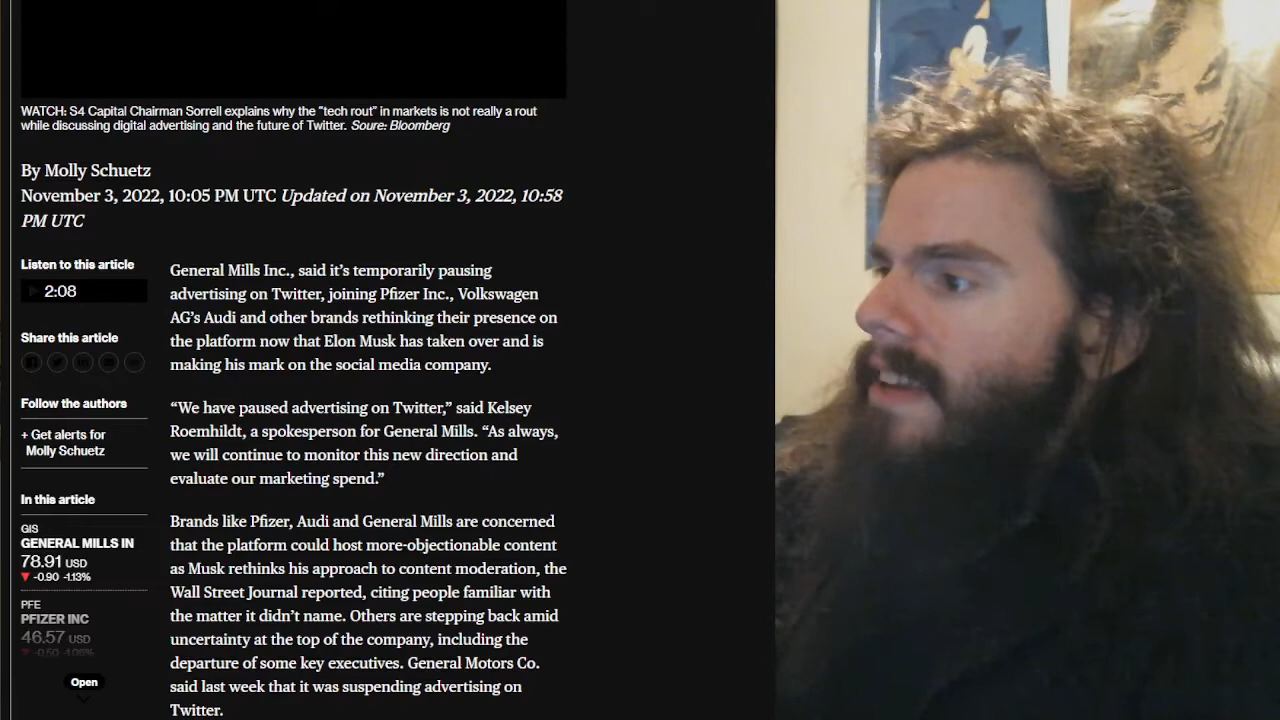 WATCH: S4 Capital Chairman Sorrell explains why the "tech rout" in markets is not really a rout
while discussing digital advertising and the future of Twitter. Soure: Bloomberg
By Molly Schuetz
November 3, 2022, 10:05 PM UTC Updated on November 3, 2022, 10:58
PM UTC
Listen to this article
2:08
Share this article
Follow the authors
+ Get alerts for
Molly Schuetz
In this article
GIS
GENERAL MILLS IN
78.91 USD
▼ -0.90 -1.13%
PFE
PFIZER INC
46.57 USD
▼ -0.50 -1.06%
Open
General Mills Inc., said it's temporarily pausing
advertising on Twitter, joining Pfizer Inc., Volkswagen
AG's Audi and other brands rethinking their presence on
the platform now that Elon Musk has taken over and is
making his mark on the social media company.
“We have paused advertising on Twitter,” said Kelsey
Roemhildt, a spokesperson for General Mills. “As always,
we will continue to monitor this new direction and
evaluate our marketing spend.”
Brands like Pfizer, Audi and General Mills are concerned
that the platform could host more-objectionable content
as Musk rethinks his approach to content moderation, the
Wall Street Journal reported, citing people familiar with
the matter it didn't name. Others are stepping back amid
uncertainty at the top of the company, including the
departure of some key executives. General Motors Co.
said last week that it was suspending advertising on
Twitter.